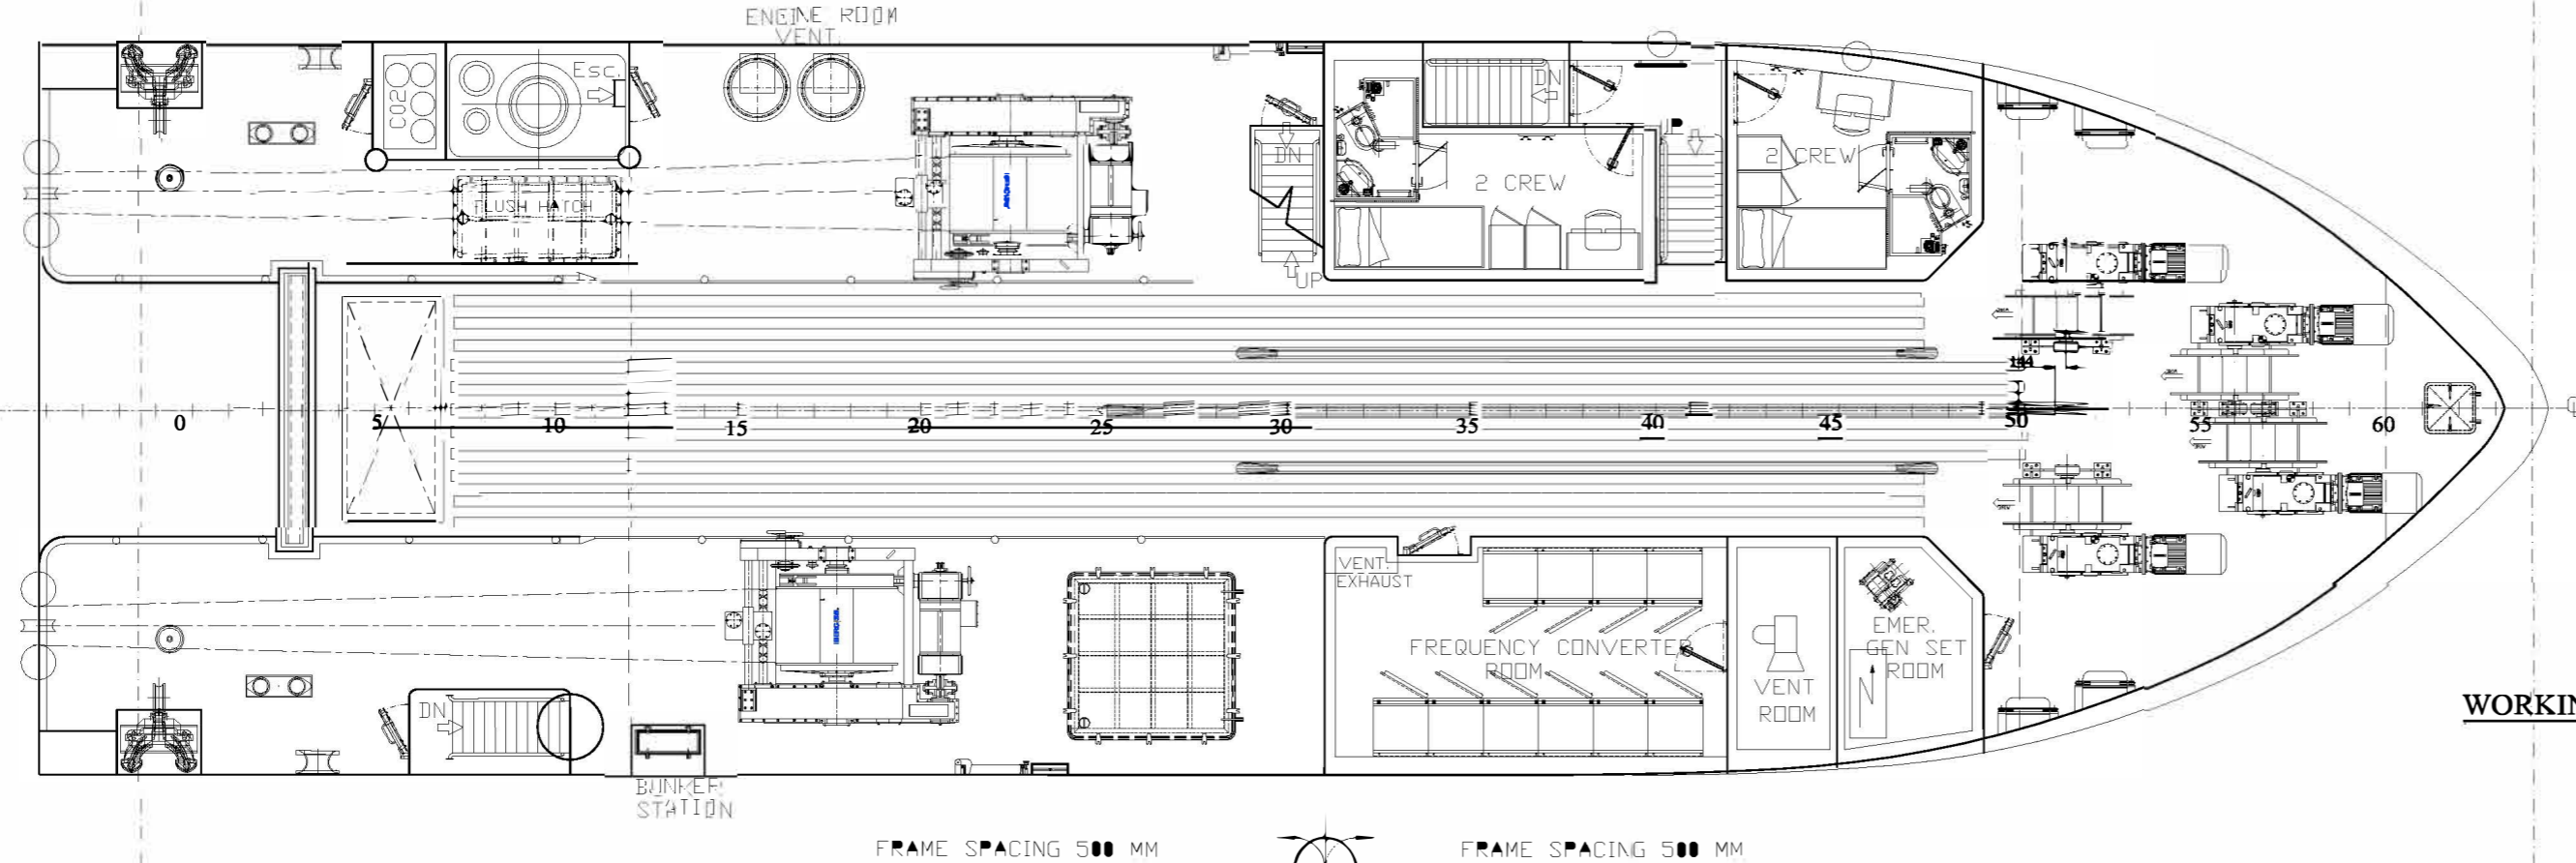 ENGINE ROOM
VENT.
Esc.
CO2
DN
DN
2 CREW
2 CREW
FLUSH HATCH
DN
UP
144
0 5 10 15 20 25 30 35 40 45 50 55 60
VENT.
EXHAUST
FREQUENCY CONVERTER
ROOM
EMER.
GEN SET
ROOM
VENT
ROOM
N
DN
WORKIN
BUNKER
STATION
FRAME SPACING 500 MM
FRAME SPACING 500 MM